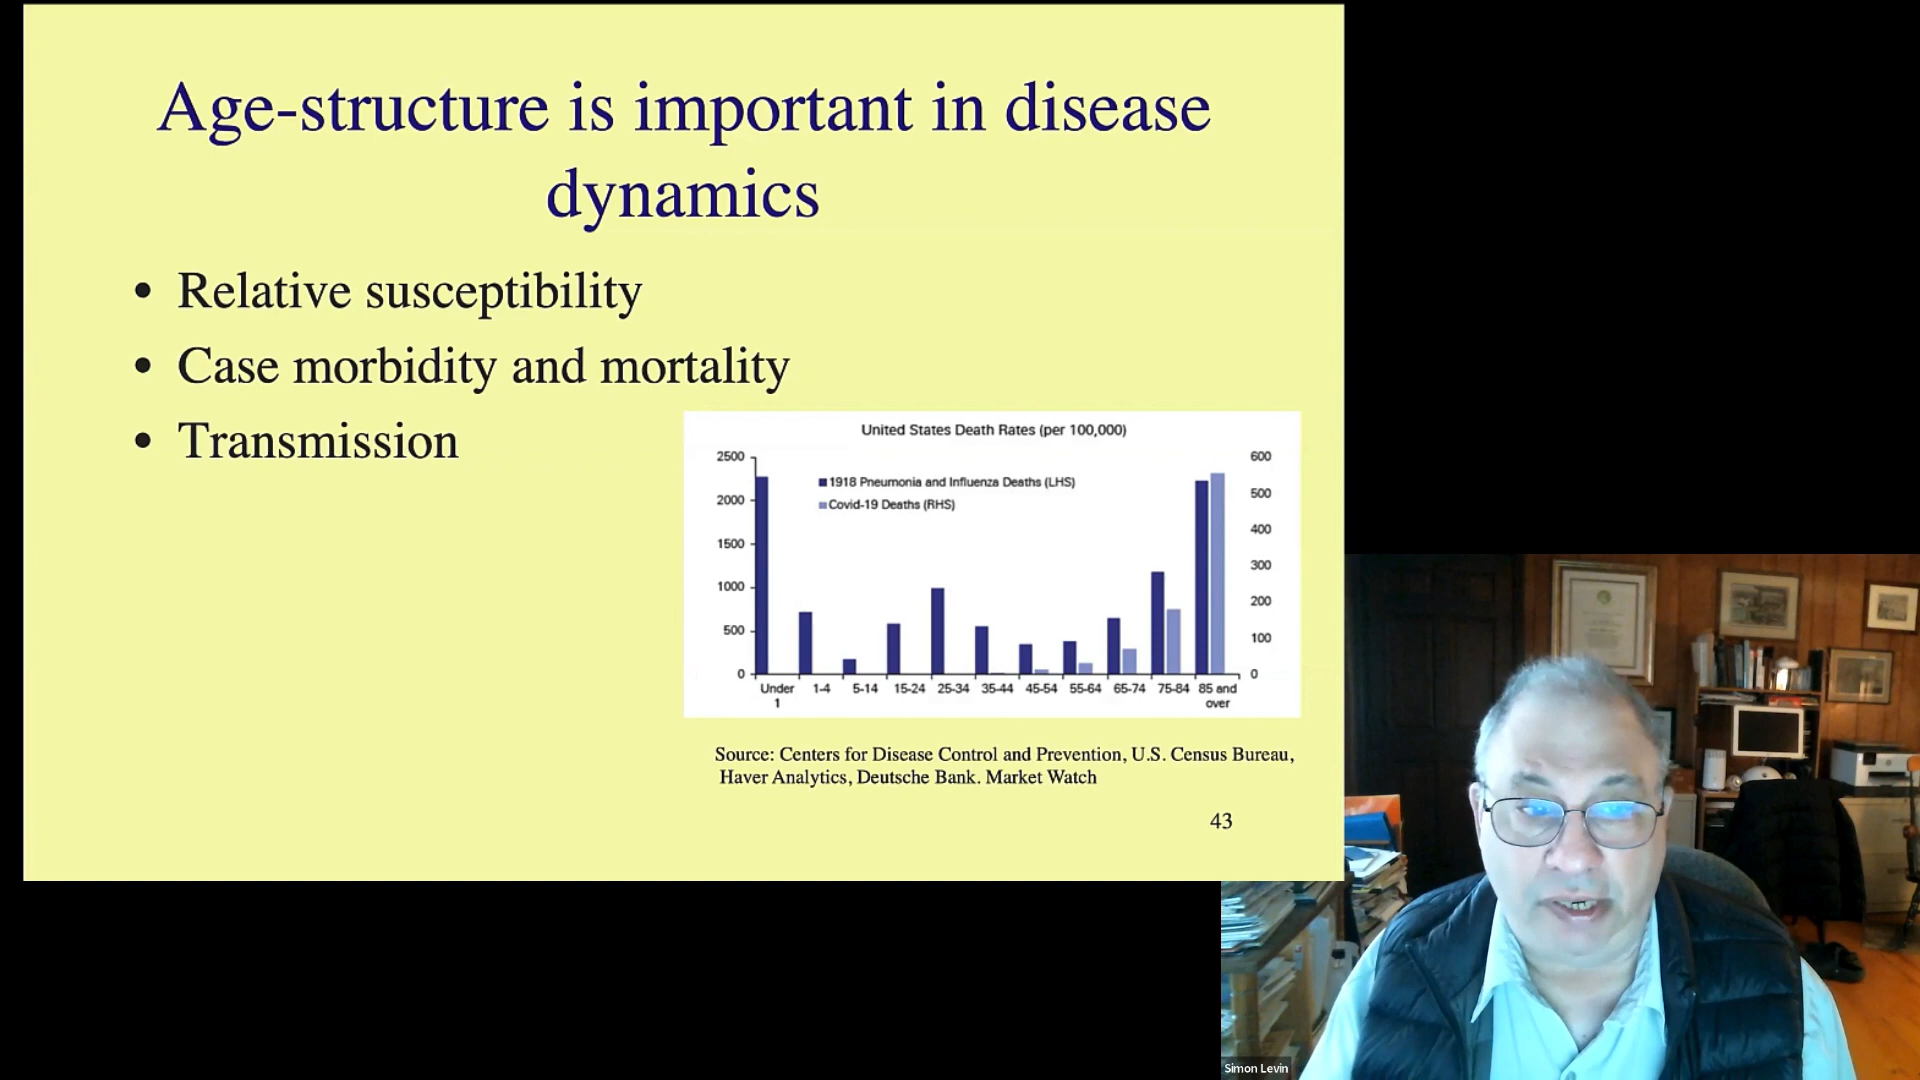 Age-structure is important in disease
dynamics
• Relative susceptibility
• Case morbidity and mortality
• Transmission
United States Death Rates (per 100,000)
2500
2000
1500
1000
500
0
1918 Pneumonia and Influenza Deaths (LHS)
Covid-19 Deaths (RHS)
600
500
400
300
200
100
0
Under 1-4 5-14 15-24 25-34 35-44 45-54 55-64 65-74 75-84 85 and
1 over
Source: Centers for Disease Control and Prevention, U.S. Census Bureau,
Haver Analytics, Deutsche Bank. Market Watch
43
Simon Levin